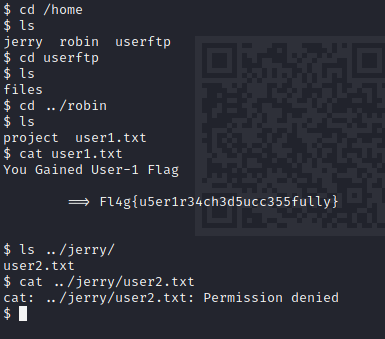 $ cd /home
$ ls
jerry  robin  userftp
$ cd userftp
$ ls
files
$ cd ../robin
$ ls
project  user1.txt
$ cat user1.txt
You Gained User-1 Flag
⟹ Fl4g{u5er1r34ch3d5ucc355fully}
$ ls ../jerry/
user2.txt
$ cat ../jerry/user2.txt
cat: ../jerry/user2.txt: Permission denied
$